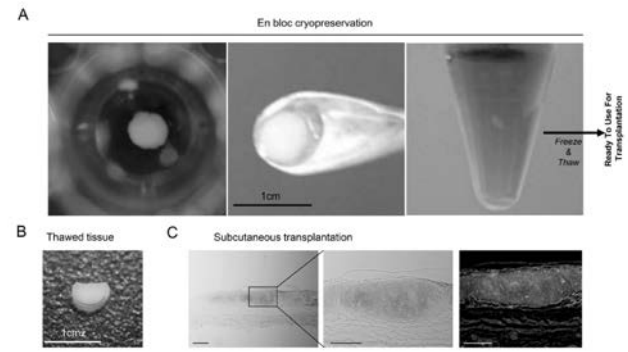 A
En bloc cryopreservation
1cm
Freeze
&
Thaw
Ready To Use For
Transplantation
B Thawed tissue
C Subcutaneous transplantation
1cm